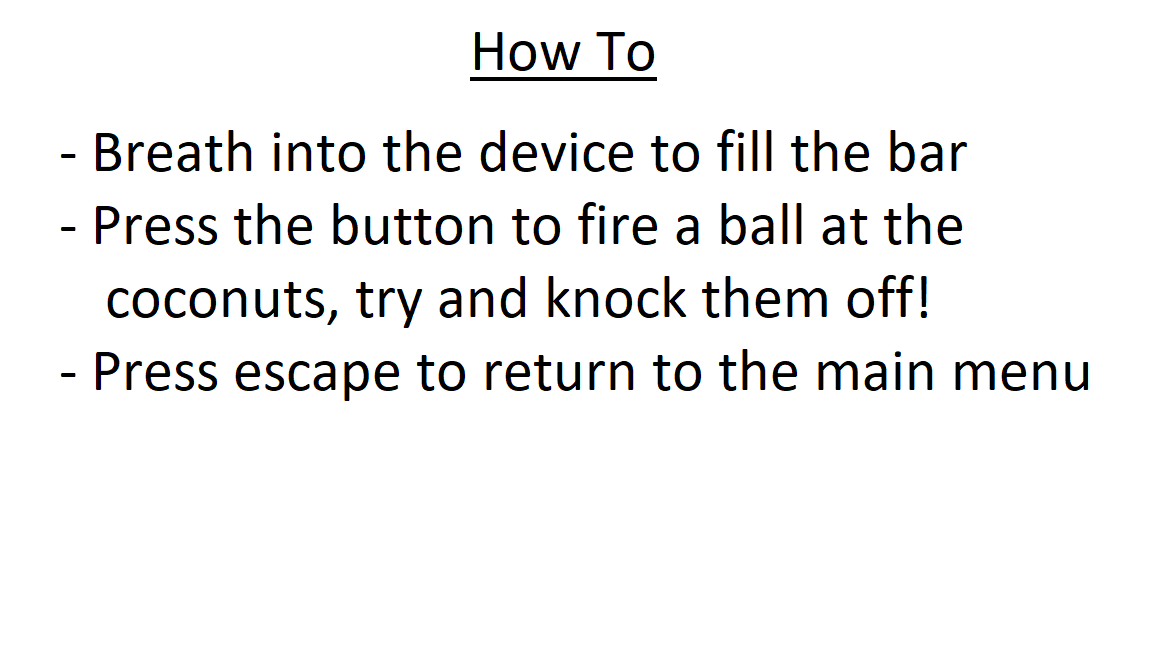 How To
- Breath into the device to fill the bar
- Press the button to fire a ball at the
coconuts, try and knock them off!
- Press escape to return to the main menu